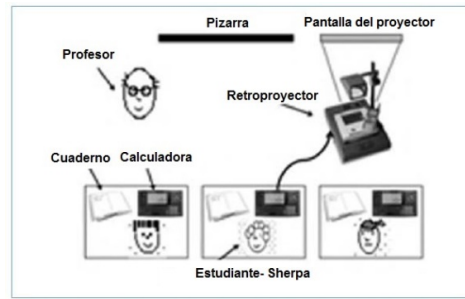 Pizarra
Pantalla del proyector
Profesor
Retroproyector
Cuaderno
Calculadora
Estudiante- Sherpa